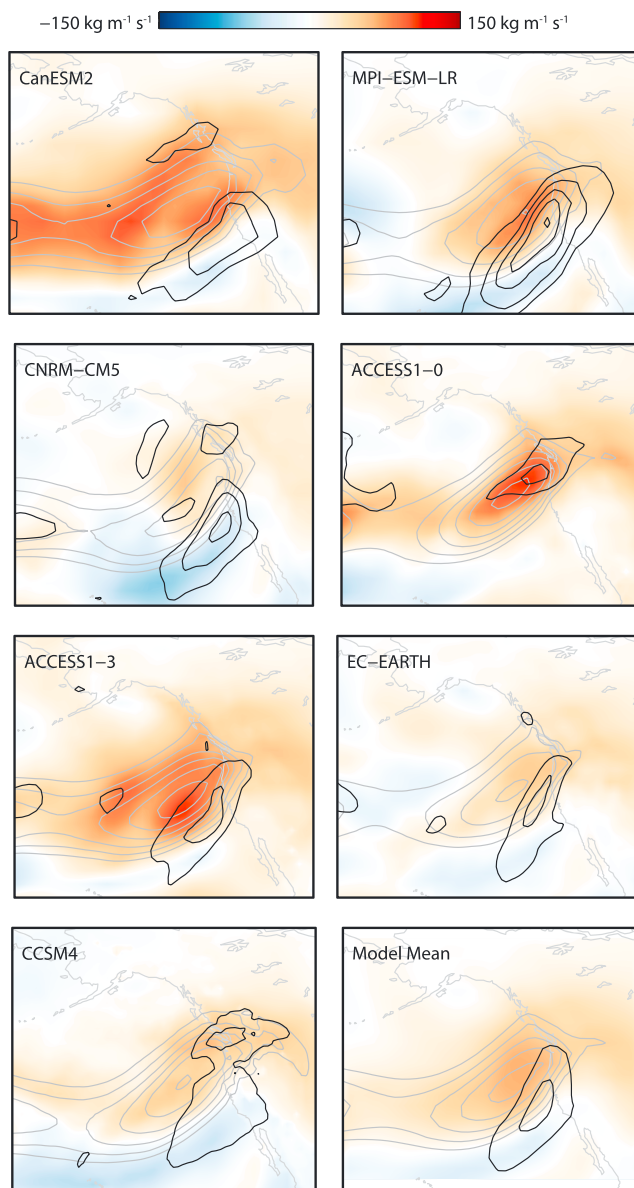 −150 kg m⁻¹ s⁻¹ 150 kg m⁻¹ s⁻¹
CanESM2 MPI−ESM−LR
CNRM−CM5 ACCESS1−0
ACCESS1−3 EC−EARTH
CCSM4 Model Mean